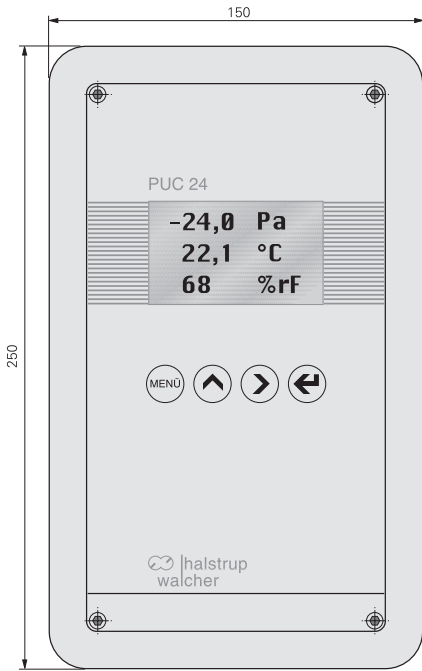 150
250
PUC 24
-24,0 Pa
22,1 °C
68 %rF
MENÜ
halstrup
walcher